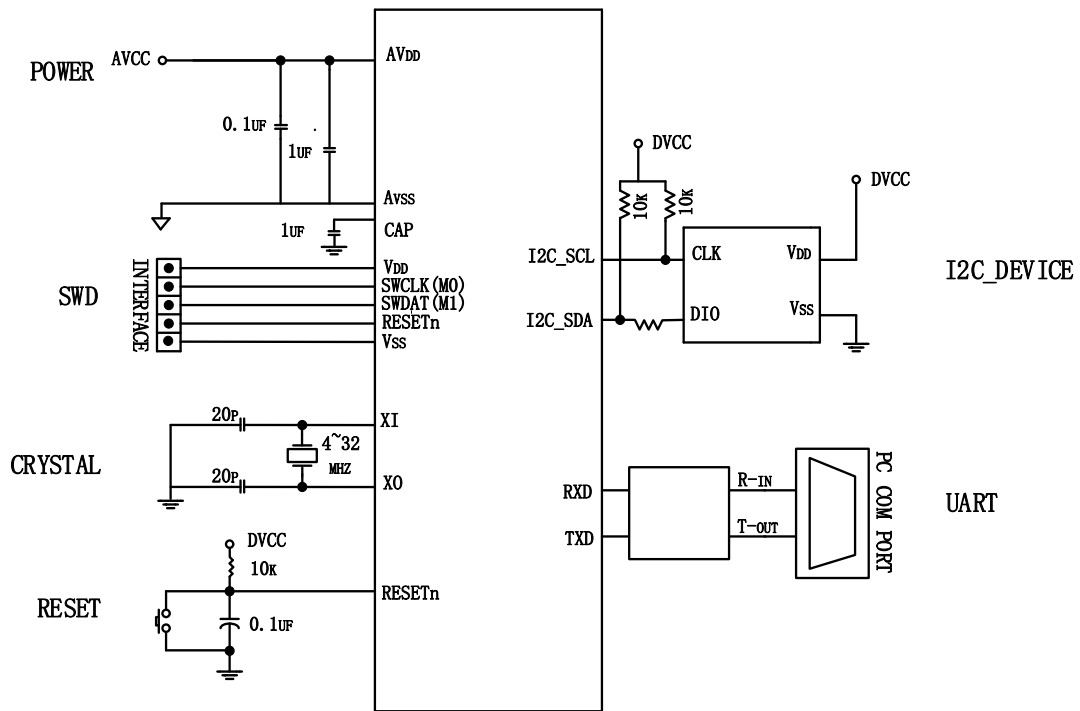 POWER
AVCC
AVDD
0.1UF
1UF
AVSS
1UF
CAP
SWD
INTERFACE
VDD
SWCLK(M0)
SWDAT(M1)
RESETn
VSS
CRYSTAL
20P
XI
4~32
MHZ
20P
XO
RESET
DVCC
10K
RESETn
0.1UF
DVCC
10K
10K
DVCC
I2C_SCL
CLK
VDD
I2C_DEVICE
I2C_SDA
DIO
VSS
RXD
R-IN
TXD
T-OUT
PC COM PORT
UART